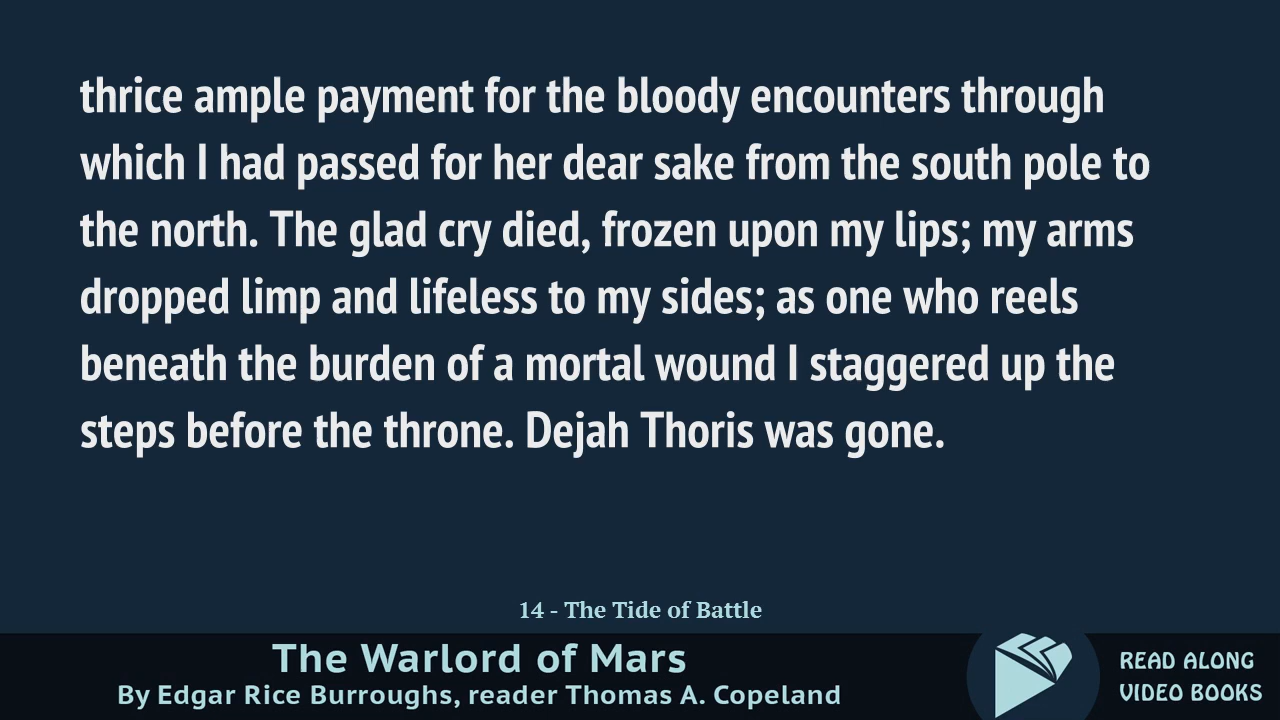 thrice ample payment for the bloody encounters through
which I had passed for her dear sake from the south pole to
the north. The glad cry died, frozen upon my lips; my arms
dropped limp and lifeless to my sides; as one who reels
beneath the burden of a mortal wound I staggered up the
steps before the throne. Dejah Thoris was gone.
14 - The Tide of Battle
The Warlord of Mars
By Edgar Rice Burroughs, reader Thomas A. Copeland
READ ALONG
VIDEO BOOKS